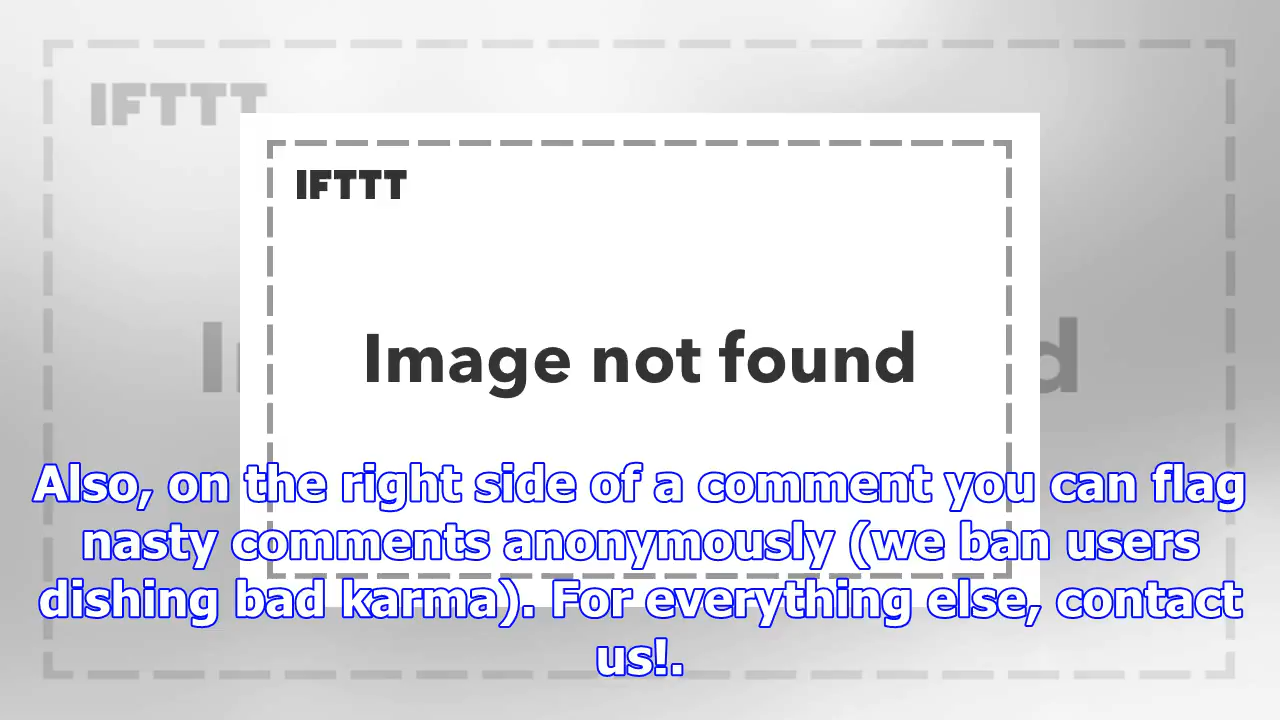 IFTTT
IFTTT
Image not found
Also, on the right side of a comment you can flag
nasty comments anonymously (we ban users
dishing bad karma). For everything else, contact
us!.